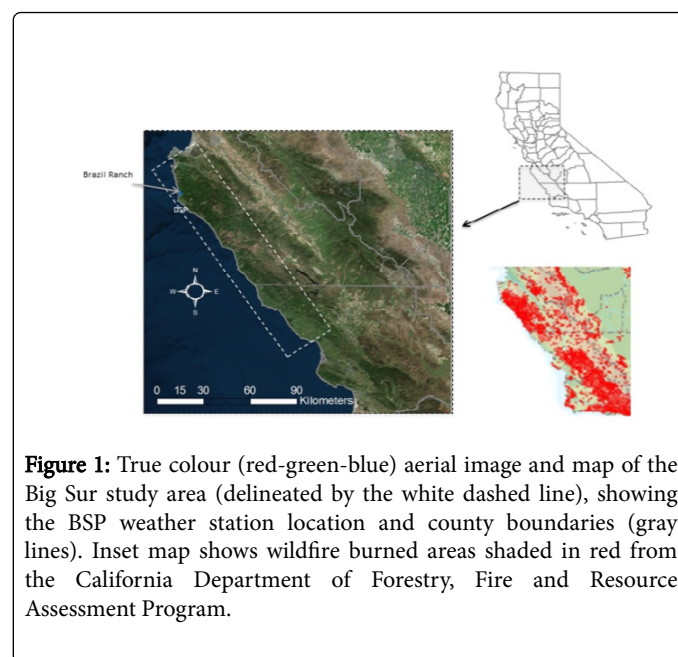 Brazil Ranch
BSP
N
W E
S
0 15 30 60 90
Kilometers
Figure 1: True colour (red-green-blue) aerial image and map of the
Big Sur study area (delineated by the white dashed line), showing
the BSP weather station location and county boundaries (gray
lines). Inset map shows wildfire burned areas shaded in red from
the California Department of Forestry, Fire and Resource
Assessment Program.